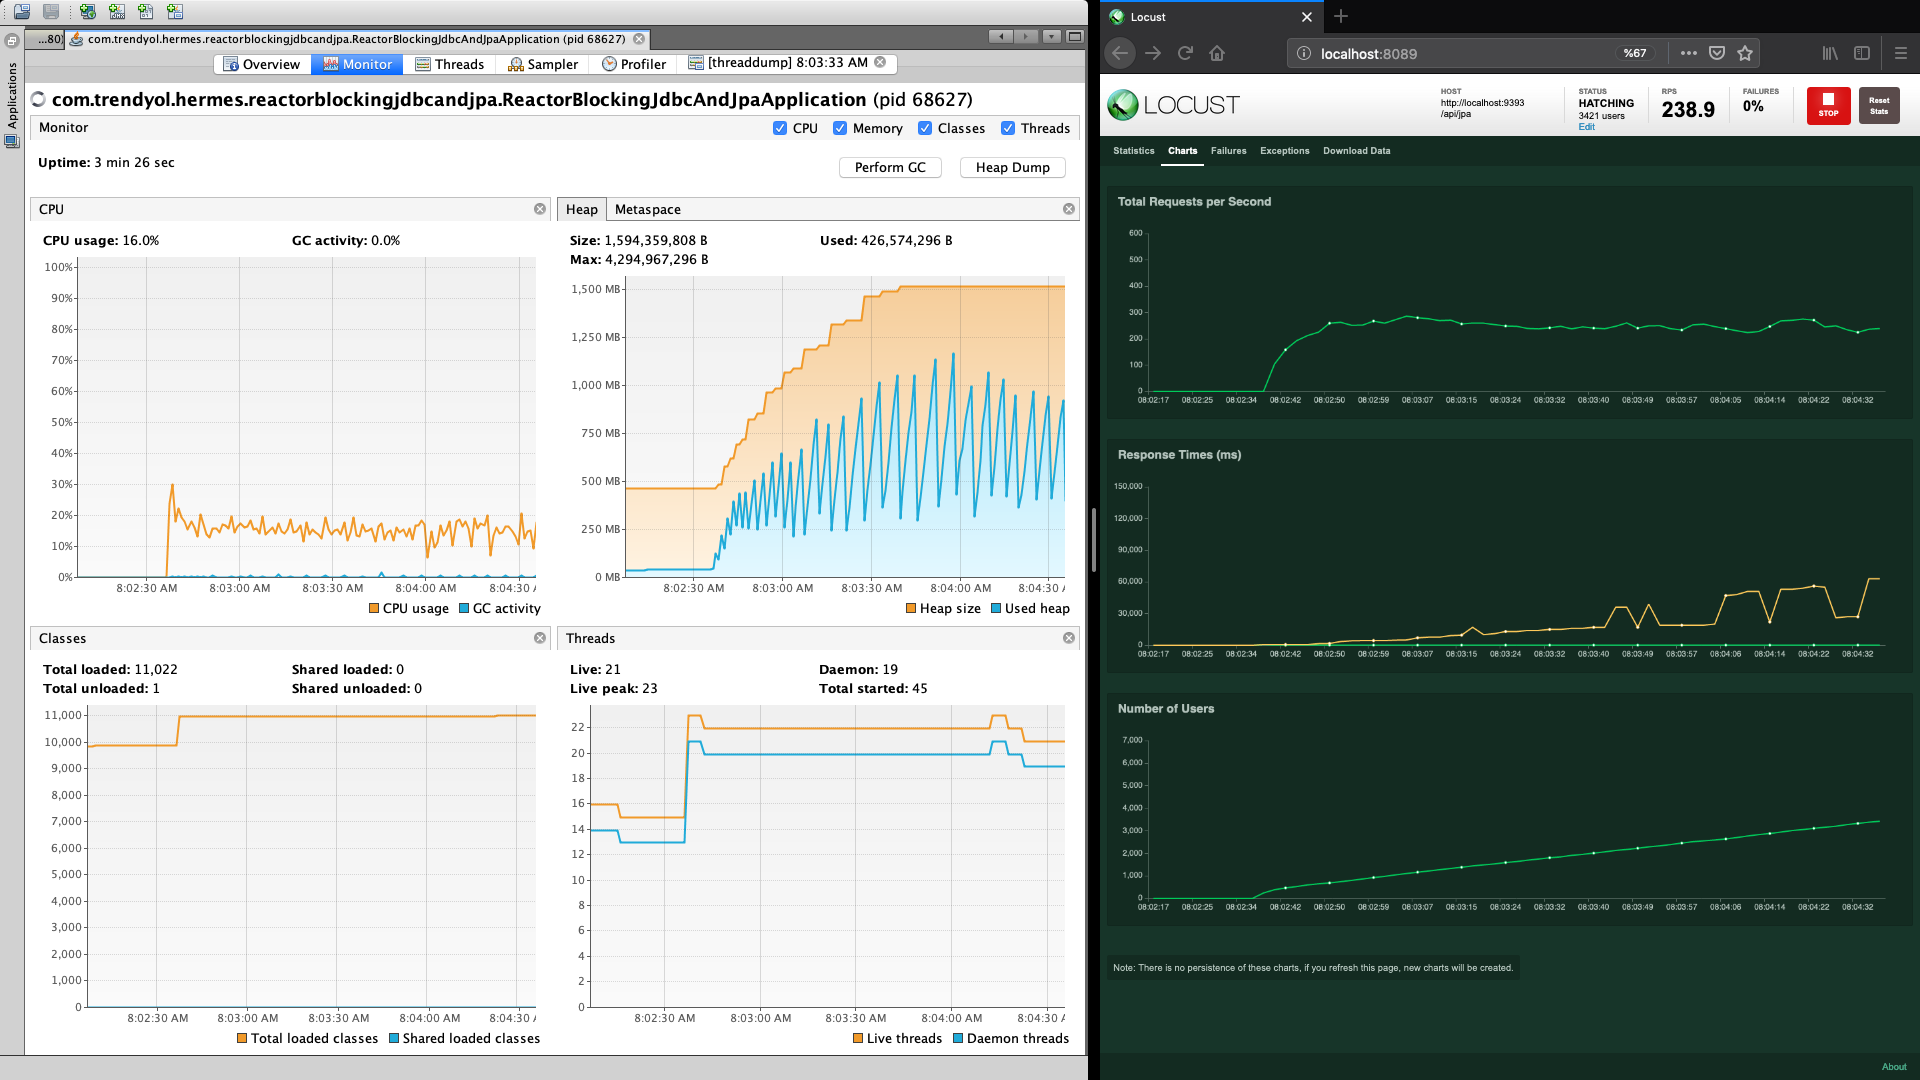 ...80)
com.trendyol.hermes.reactorblockingjdbcandjpa.ReactorBlockingJdbcAndJpaApplication (pid 68627)
Applications
Overview
Monitor
Threads
Sampler
Profiler
[threaddump] 8:03:33 AM
com.trendyol.hermes.reactorblockingjdbcandjpa.ReactorBlockingJdbcAndJpaApplication (pid 68627)
Monitor
CPU
Memory
Classes
Threads
Uptime: 3 min 26 sec
Perform GC
Heap Dump
CPU
CPU usage: 16.0%
GC activity: 0.0%
100%
90%
80%
70%
60%
50%
40%
30%
20%
10%
0%
8:02:30 AM
8:03:00 AM
8:03:30 AM
8:04:00 AM
8:04:30 A
CPU usage
GC activity
Heap
Metaspace
Size: 1,594,359,808 B
Used: 426,574,296 B
Max: 4,294,967,296 B
1,500 MB
1,250 MB
1,000 MB
750 MB
500 MB
250 MB
0 MB
8:02:30 AM
8:03:00 AM
8:03:30 AM
8:04:00 AM
8:04:30 A
Heap size
Used heap
Classes
Total loaded: 11,022
Shared loaded: 0
Total unloaded: 1
Shared unloaded: 0
11,000
10,000
9,000
8,000
7,000
6,000
5,000
4,000
3,000
2,000
1,000
0
8:02:30 AM
8:03:00 AM
8:03:30 AM
8:04:00 AM
8:04:30 A
Total loaded classes
Shared loaded classes
Threads
Live: 21
Daemon: 19
Live peak: 23
Total started: 45
22
20
18
16
14
12
10
8
6
4
2
0
8:02:30 AM
8:03:00 AM
8:03:30 AM
8:04:00 AM
8:04:30 A
Live threads
Daemon threads
Locust
localhost:8089
%67
LOCUST
HOST
http://localhost:9393
/api/jpa
STATUS
HATCHING
3421 users
Edit
RPS
238.9
FAILURES
0%
STOP
Reset
Stats
Statistics
Charts
Failures
Exceptions
Download Data
Total Requests per Second
600
500
400
300
200
100
0
08:02:17
08:02:25
08:02:34
08:02:42
08:02:50
08:02:59
08:03:07
08:03:15
08:03:24
08:03:32
08:03:40
08:03:49
08:03:57
08:04:05
08:04:14
08:04:22
08:04:32
Response Times (ms)
150,000
120,000
90,000
60,000
30,000
0
08:02:17
08:02:25
08:02:34
08:02:42
08:02:50
08:02:59
08:03:07
08:03:15
08:03:24
08:03:32
08:03:40
08:03:49
08:03:57
08:04:06
08:04:14
08:04:22
08:04:32
Number of Users
7,000
6,000
5,000
4,000
3,000
2,000
1,000
0
08:02:17
08:02:25
08:02:34
08:02:42
08:02:50
08:02:59
08:03:07
08:03:15
08:03:24
08:03:32
08:03:40
08:03:49
08:03:57
08:04:06
08:04:14
08:04:22
08:04:32
Note: There is no persistence of these charts, if you refresh this page, new charts will be created.
About